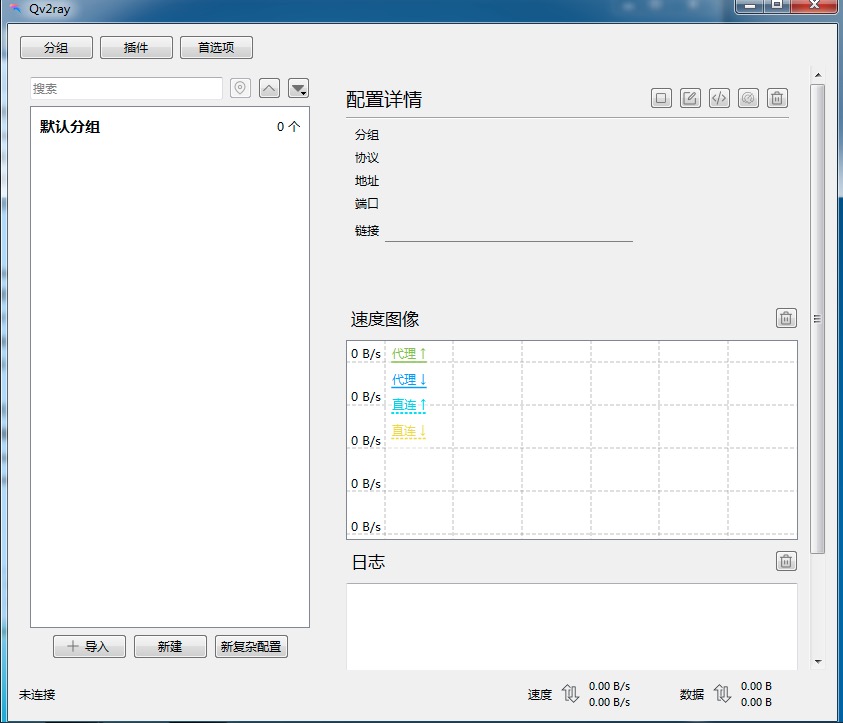 Qv2ray
分组 插件 首选项
搜索
默认分组 0 个
配置详情
分组
协议
地址
端口
链接
速度图像
0 B/s 代理 ↑
代理 ↓
0 B/s
直连 ↑
直连 ↓
0 B/s
0 B/s
0 B/s
日志
导入 新建 新复杂配置
未连接
速度 0.00 B/s
0.00 B/s
数据 0.00 B
0.00 B